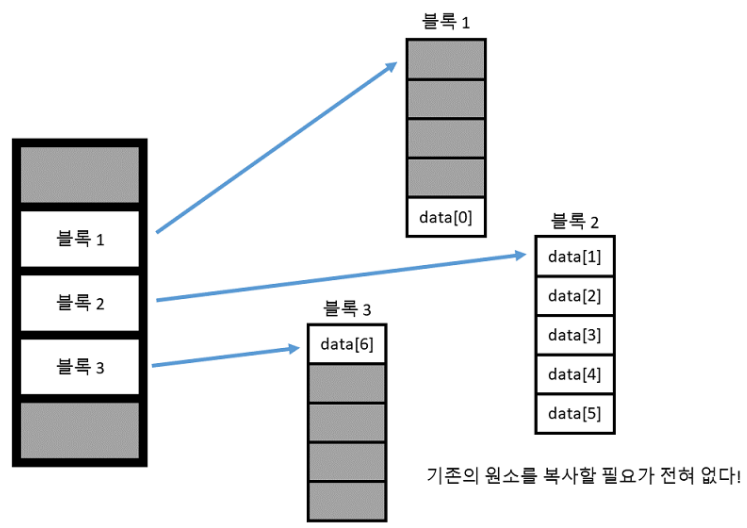 블록 1
data[0]
블록 1
블록 2
블록 3
블록 2
data[1]
data[2]
data[3]
data[4]
data[5]
블록 3
data[6]
기존의 원소를 복사할 필요가 전혀 없다!